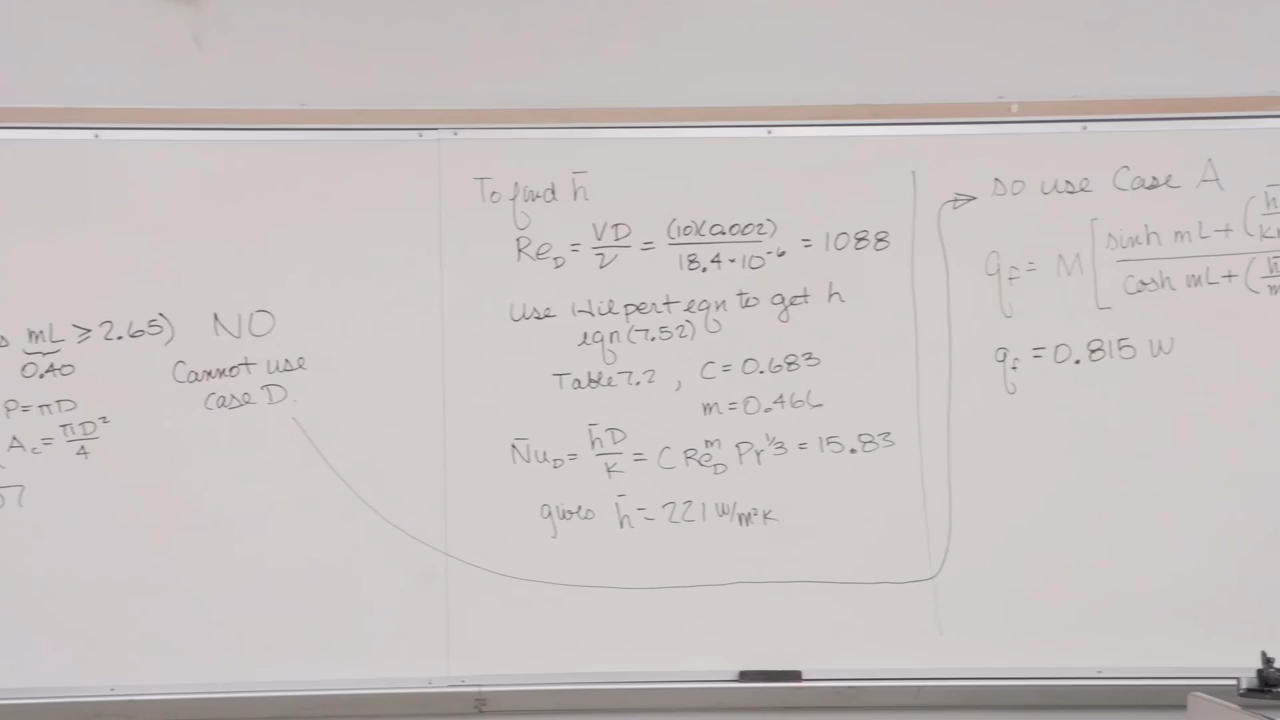 mL ≥ 2.65) NO
0.40
Cannot use
case D.
P = πD
A_c = πD²/4
To find h̄
Re_D = VD/ν = (10)(0.002)/18.4·10⁻⁶ = 1088
Use Hilpert eqn to get h
eqn (7.52)
Table 7.2, C = 0.683
m = 0.466
N̄u_D = h̄D/K = C Re_D^m Pr^1/3 = 15.83
gives h̄ = 221 W/m²K
so use Case A
q_f = M [ sinh mL + ( h̄ / cosh mL + ( h̄
q_f = 0.815 W